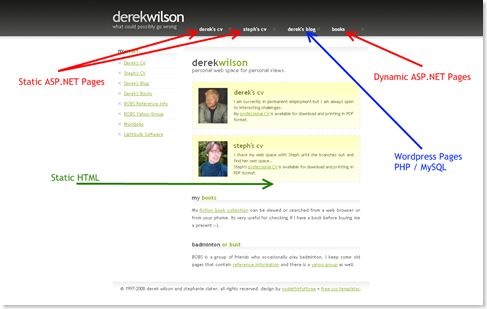 derekwilson
what could possibly go wrong
derek's cv
steph's cv
derek's blog
books
my
Derek's CV
Steph's CV
Derek's Blog
Derek's Books
BOBS Reference Info
BOBS Yahoo Group
Worldofo
Lightbulb Software
derekwilson
personal web space for personal views.
derek's cv
I am currently in permanent employment but I am always open
to interesting challenges.
My professional CV is available for download and printing in PDF
format.
steph's cv
I share my web space with Steph until she branches out and
find her own space..
Steph's professional CV is available for download and printing in
PDF format.
my books
My fiction book collection can be viewed or searched from a web browser or
from your phone. Its very useful for checking if I have a book before buying me
a present :-).
badminton or bust
BOBS is a group of friends who occasionally play badminton. I keep some old
pages that contain reference information and there is a yahoo group as well.
© 1997-2008 derek wilson and stephanie slater. all rights reserved. design by
free css templates.
Static ASP.NET Pages
Dynamic ASP.NET Pages
Wordpress Pages
PHP / MySQL
Static HTML